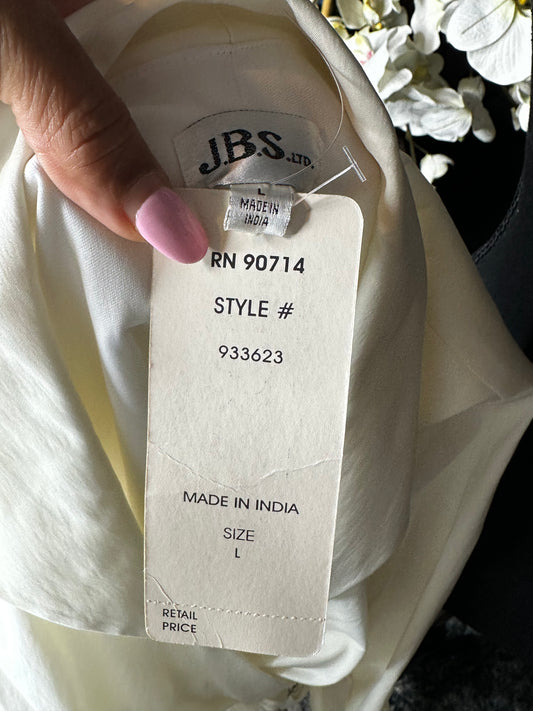 J.B.S. LTD.
L
MADE IN
INDIA
RN 90714
STYLE #
933623
MADE IN INDIA
SIZE
L
RETAIL
PRICE